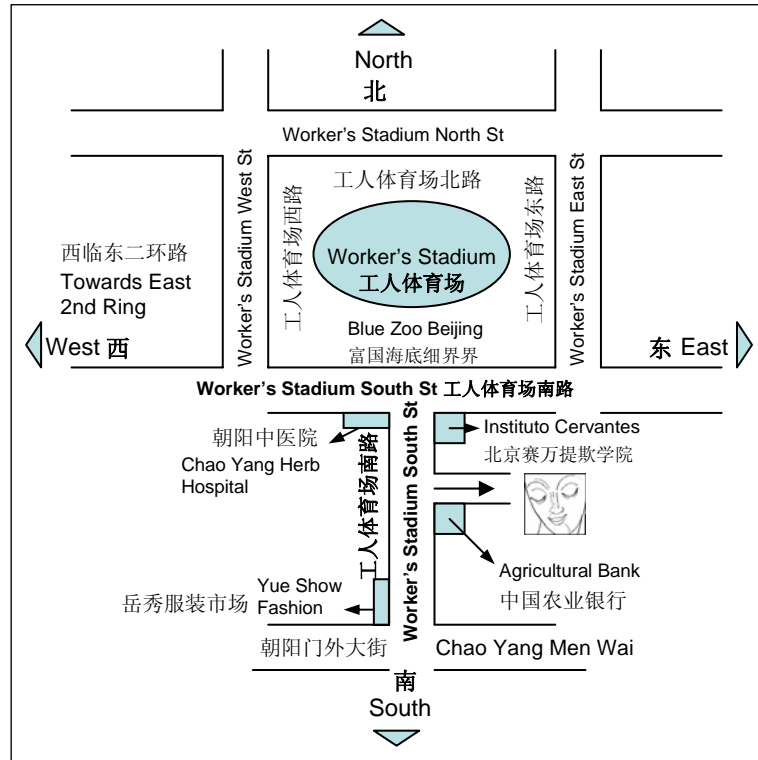 North
北
Worker's Stadium North St
工人体育场北路
Worker's Stadium West St
工人体育场西路
Worker's Stadium
工人体育场
工人体育场东路
Worker's Stadium East St
西临东二环路
Towards East
2nd Ring
Blue Zoo Beijing
富国海底细界界
West 西
东 East
Worker's Stadium South St 工人体育场南路
朝阳中医院
Chao Yang Herb
Hospital
工人体育场南路
Worker's Stadium South St
Instituto Cervantes
北京赛万提欺学院
Agricultural Bank
中国农业银行
岳秀服装市场
Yue Show
Fashion
朝阳门外大街
Chao Yang Men Wai
南
South